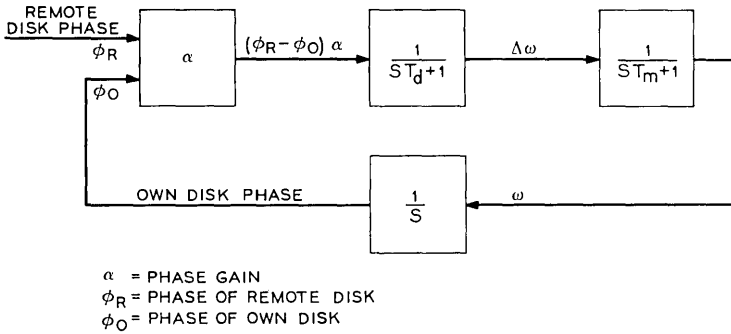 REMOTE
DISK PHASE
ϕR
α
(ϕR–ϕO) α
1
STd+1
Δω
1
STm+1
ϕO
OWN DISK PHASE
1
S
ω
α = PHASE GAIN
ϕR = PHASE OF REMOTE DISK
ϕO = PHASE OF OWN DISK